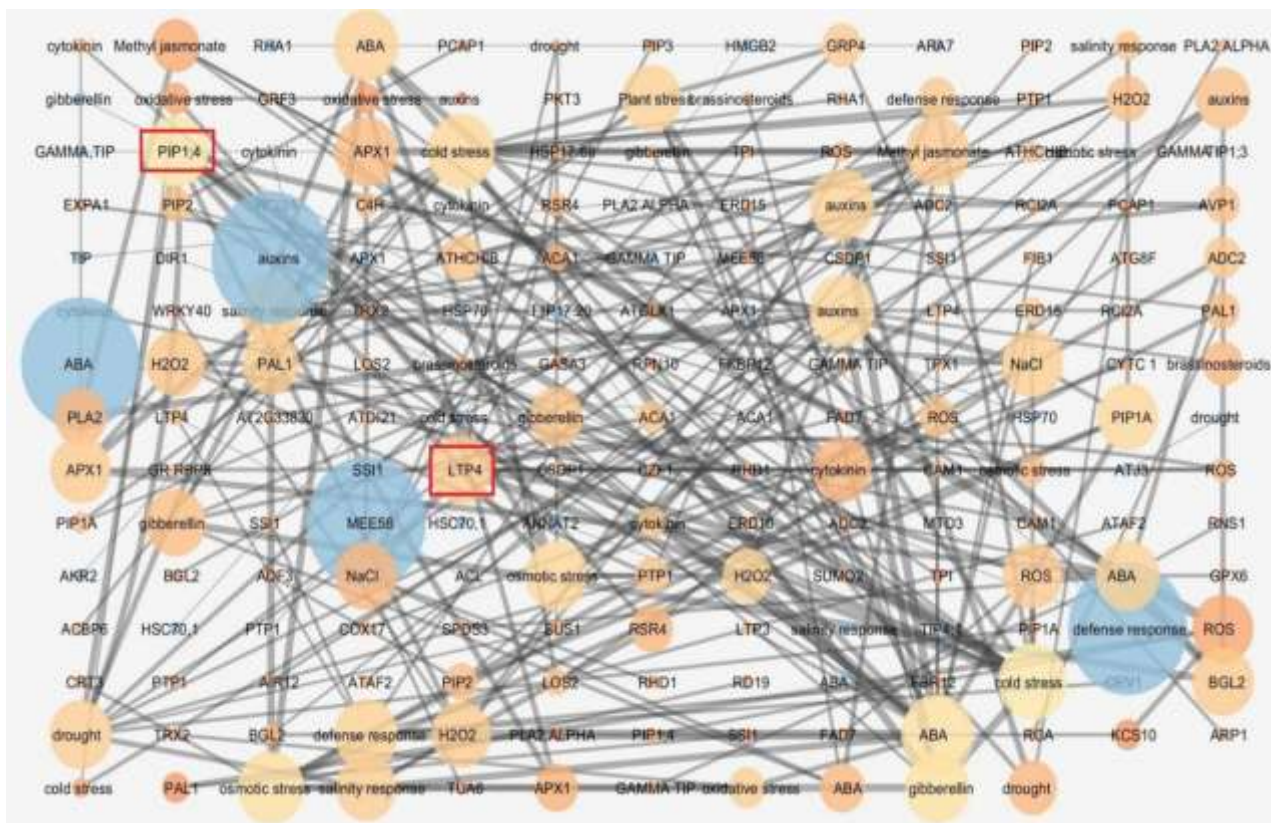 cytokinin Methyl jasmonate RHA1 ABA PCAP1 drought PIP3 HMGB2 GRP4 ARA7 PIP2 salinity response PLA2 ALPHA
gibberellin oxidative stress GRF3 oxidative stress auxins PKT3 Plant stress brassinosteroids RHA1 defense response PTP1 H2O2 auxins
GAMMA,TIP PIP1;4 cytokinin APX1 cold stress gibberellin TPI ROS Methyl jasmonate GAMMATIP1;3
EXPA1 PIP2 C4H cytokinin RSR4 PLA2 ALPHA ERD15 auxins ADC2 RCI2A PCAP1 AVP1
TIP DIR1 auxins APX1 ATHCHIB ACA1 GAMMA TIP MEE58 CSDP1 SSI1 FIB1 ATG8F ADC2
WRKY40 salinity response TRX2 HSP70 APX1 auxins LTP4 RCI2A PAL1
ABA H2O2 PAL1 LOS2 brassinosteroids GASA3 RPN10 FKBP12 GAMMA TIP NaCl CYTC 1 brassinosteroids
PLA2 LTP4 cold stress gibberellin ACA1 ACA1 FAD7 ROS HSP70 PIP1A drought
APX1 SSI1 LTP4 CSDP1 RHD1 cytokinin CAM1 osmotic stress ATJ3 ROS
PIP1A gibberellin SSI1 MEE58 HSC70,1 ANNAT2 cytokinin ERD10 ADC2 MTO3 CAM1 ATAF2 RNS1
AKR2 BGL2 ADF3 NaCl ACL osmotic stress PTP1 H2O2 SUMO2 TPI ROS ABA GPX6
ACBP6 HSC70,1 PTP1 COX17 SPDS3 SUS1 RSR4 LTP3 salinity response PIP1A defense response ROS
CRT3 PTP1 AIR12 ATAF2 PIP2 LOS2 RHD1 RD19 ABA cold stress BGL2
drought TRX2 BGL2 defense response H2O2 PLA2 ALPHA PIP1;4 SSI1 FAD7 ABA RCA KCS10 ARP1
cold stress PAL1 osmotic stress salinity response TUA6 APX1 GAMMA TIP oxidative stress ABA gibberellin drought